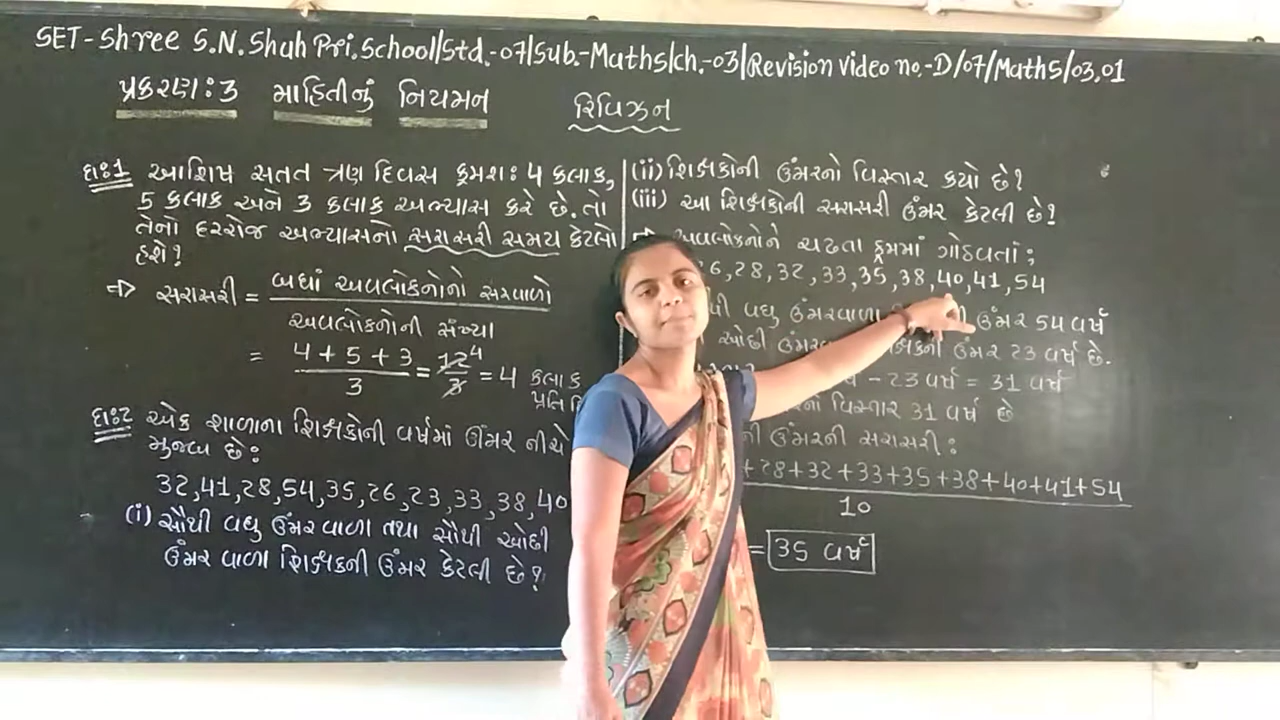 SET-Shree S.N.Shah Pri.School/Std.-07/Sub.-Maths/ch.-03/Revision video no.-D/07/Maths/03.01
પ્રકરણ:3 માહિતીનું નિયમન
રિવિઝન
દા:1 આશિષ સતત ત્રણ દિવસ ક્રમશ: 4 કલાક,
5 કલાક અને 3 કલાક અભ્યાસ કરે છે. તો
તેનો દરરોજ અભ્યાસનો સરાસરી સમય કેટલો
હશે?
⇒ સરાસરી = બધાં અવલોકનોનો સરવાળો
અવલોકનોની સંખ્યા
= 4 + 5 + 3 / 3 = 12 4 / 3 = 4 કલાક
પ્રતિ
દા:2 એક શાળાના શિક્ષકોની વર્ષમાં ઊંમર નીચે
મુજબ છે:
32,41,28,54,35,26,23,33,38,40
(i) સૌથી વધુ ઉંમરવાળા તથા સૌથી ઓછી
ઉંમર વાળા શિક્ષકની ઉંમર કેટલી છે?
(ii) શિક્ષકોની ઉંમરનો વિસ્તાર કયો છે?
(iii) આ શિક્ષકોની સરાસરી ઉંમર કેટલી છે?
⇒ અવલોકનોને ચઢતા ક્રમમાં ગોઠવતાં;
26,28,32,33,35,38,40,41,54
વધુ ઉંમરવાળા ઉંમર 54 વર્ષ
ઓછી ઉંમર 23 વર્ષ છે.
- 23 વર્ષ = 31 વર્ષ
વિસ્તાર 31 વર્ષ છે
ઉંમરની સરાસરી:
+28+32+33+35+38+40+41+54
10
= 35 વર્ષ